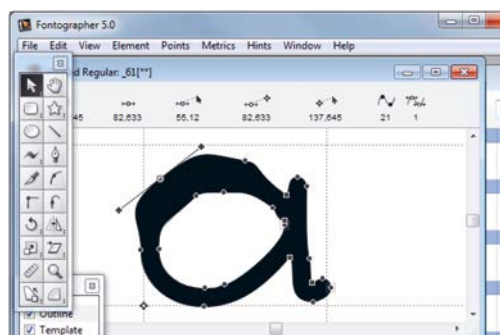 Fontographer 5.0
File Edit View Element Points Metrics Hints Window Help
d Regular: _61[**]
45 82,633 55,12 82,633 137,645 21 1
Outline
Template